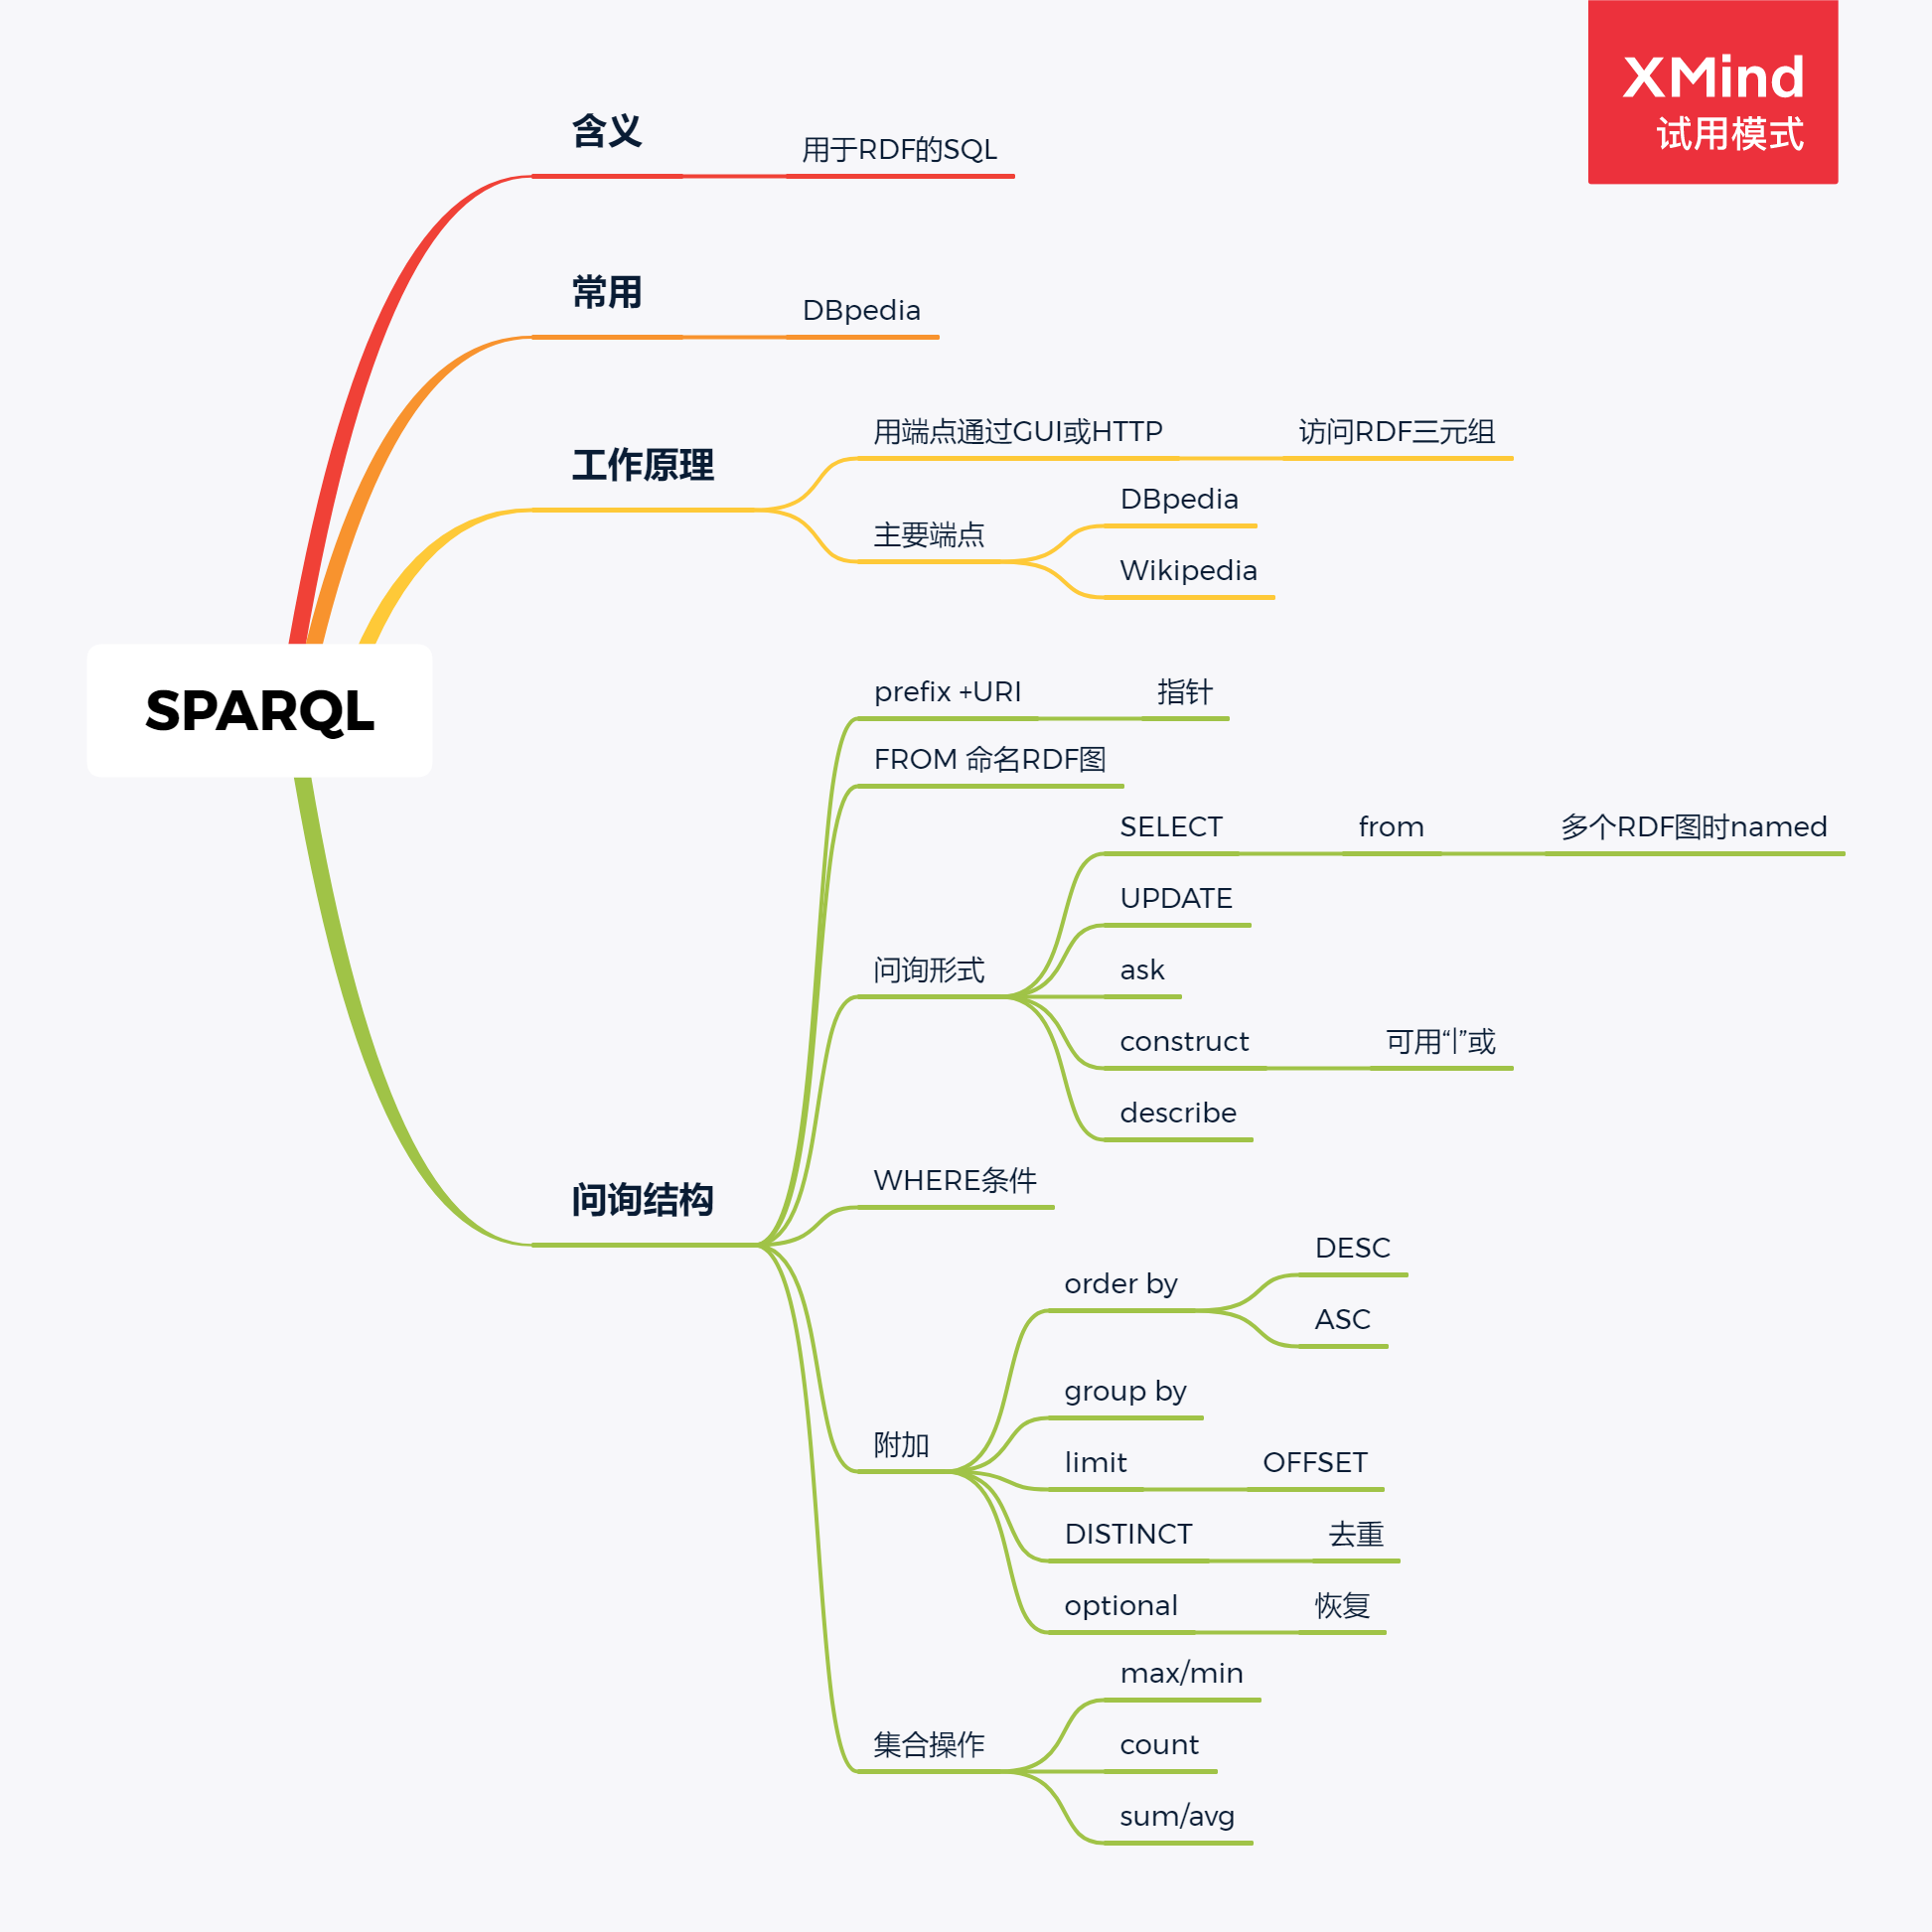 XMind
试用模式
含义
用于RDF的SQL
常用
DBpedia
工作原理
用端点通过GUI或HTTP
访问RDF三元组
主要端点
DBpedia
Wikipedia
SPARQL
问询结构
prefix +URI
指针
FROM 命名RDF图
问询形式
SELECT
from
多个RDF图时named
UPDATE
ask
construct
可用“|”或
describe
WHERE条件
附加
order by
DESC
ASC
group by
limit
OFFSET
DISTINCT
去重
optional
恢复
集合操作
max/min
count
sum/avg